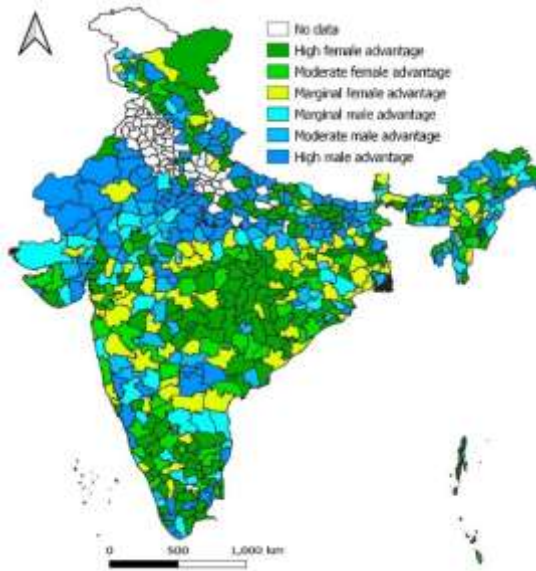 No data
High female advantage
Moderate female advantage
Marginal female advantage
Marginal male advantage
Moderate male advantage
High male advantage
0 500 1,000 km